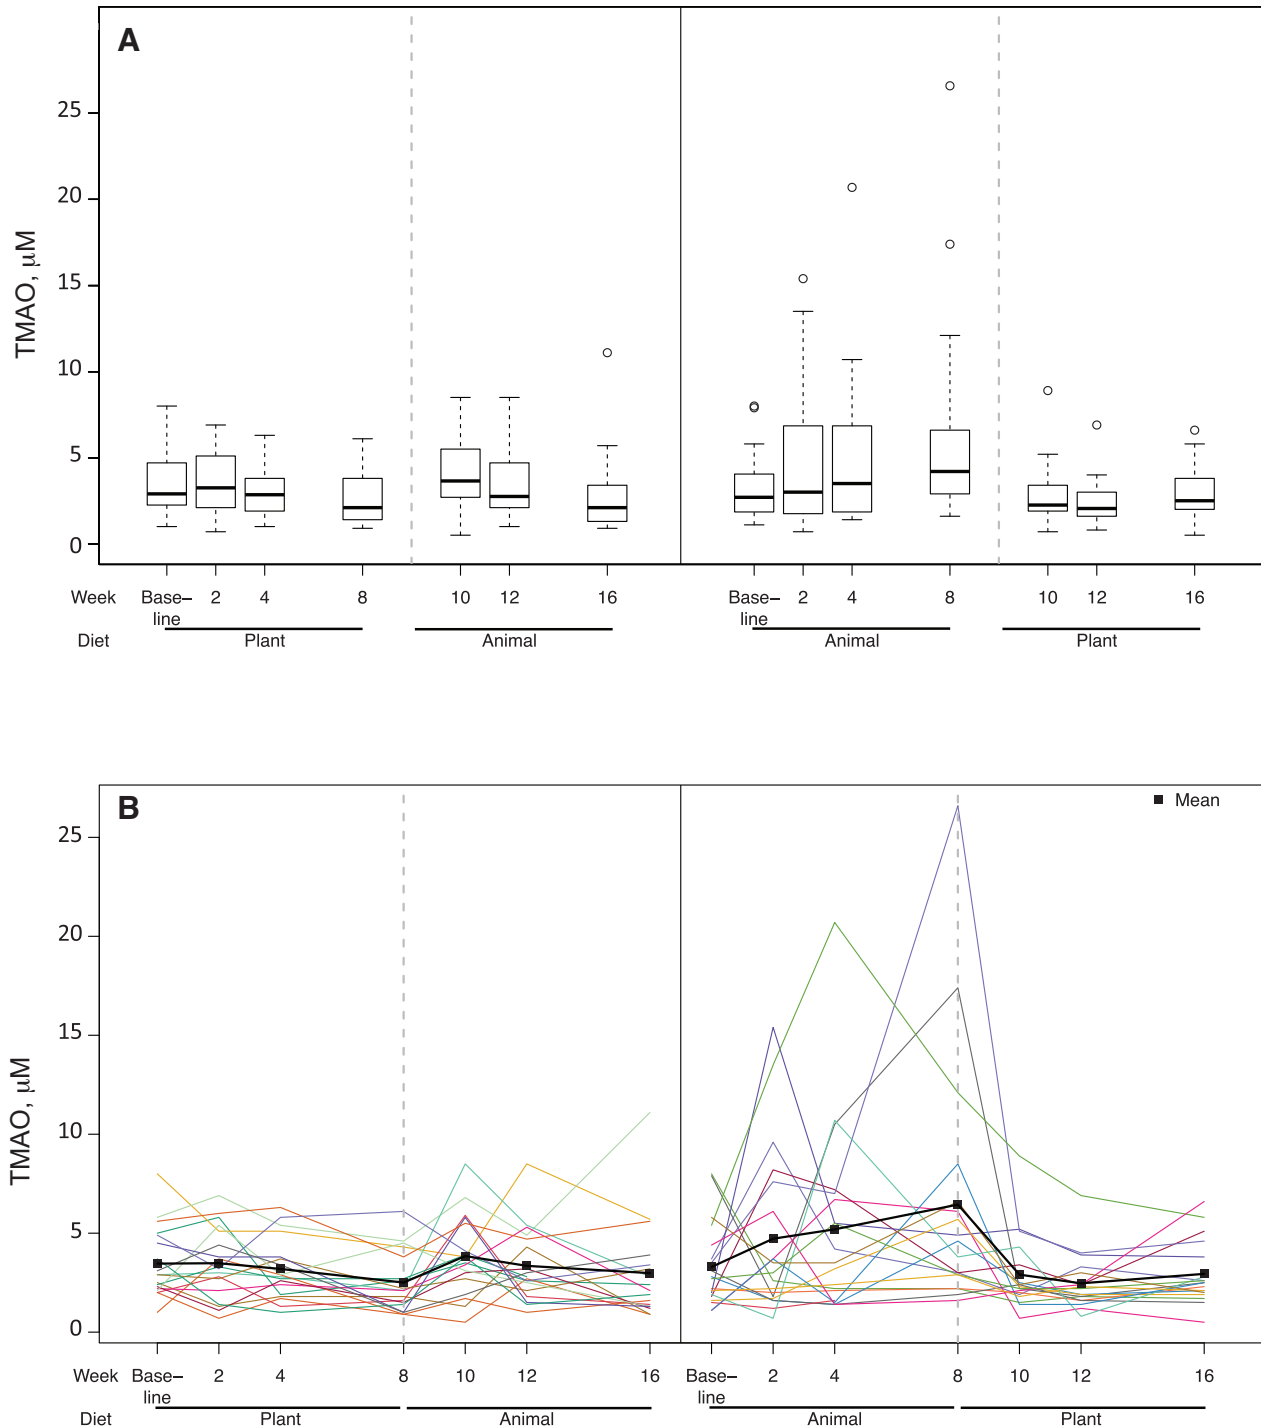 A
25
20
15
10
5
0
TMAO, μM
Week Base– 2 4 8 10 12 16 Base– 2 4 8 10 12 16
line line
Diet Plant Animal Animal Plant
B
Mean
25
20
15
10
5
0
TMAO, μM
Week Base– 2 4 8 10 12 16 Base– 2 4 8 10 12 16
line line
Diet Plant Animal Animal Plant